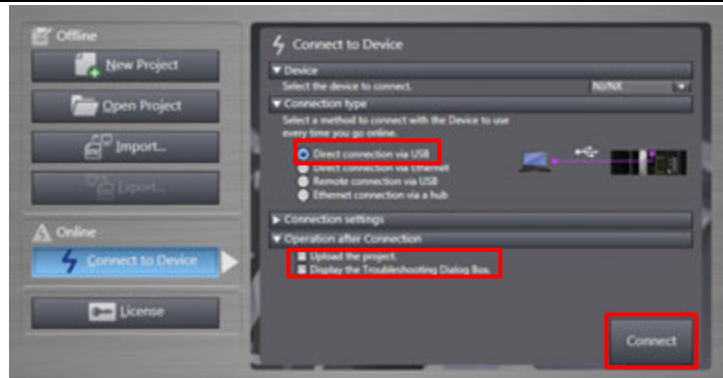 Offline
New Project
Open Project
Import...
Export...
Online
Connect to Device
License
Connect to Device
Device
Select the device to connect.
NJ/NX
Connection type
Select a method to connect with the Device to use
every time you go online.
Direct connection via USB
Direct connection via Ethernet
Remote connection via USB
Ethernet connection via a hub
Connection settings
Operation after Connection
Upload the project.
Display the Troubleshooting Dialog Box.
Connect